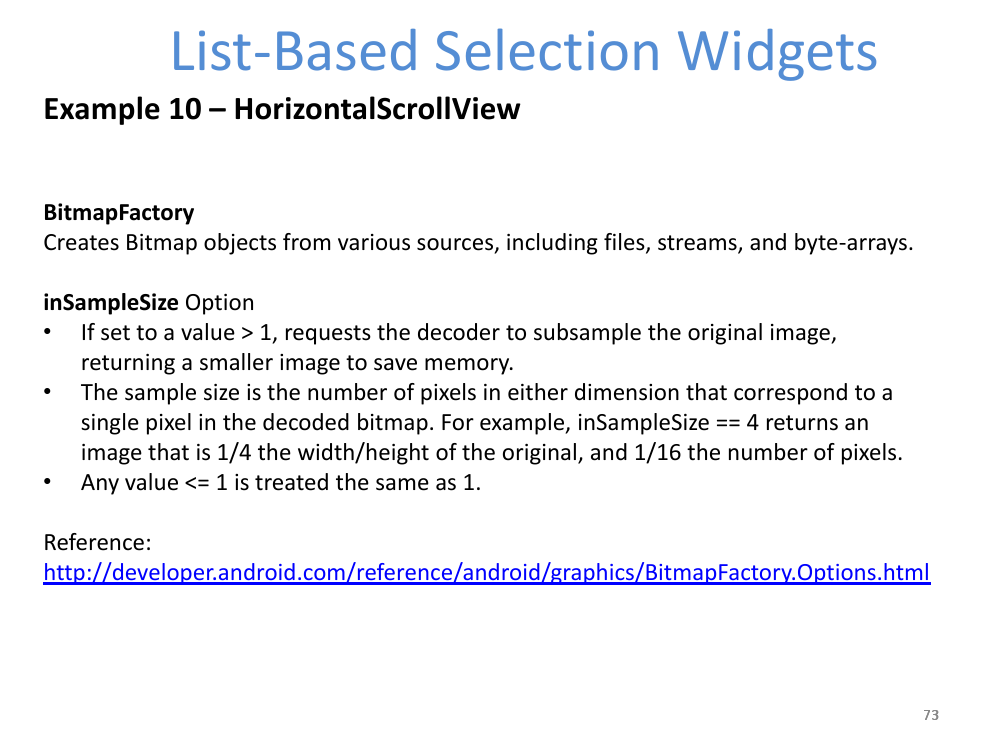 List-Based Selection Widgets
Example 10 – HorizontalScrollView
BitmapFactory
Creates Bitmap objects from various sources, including files, streams, and byte-arrays.
inSampleSize Option
• If set to a value > 1, requests the decoder to subsample the original image,
returning a smaller image to save memory.
• The sample size is the number of pixels in either dimension that correspond to a
single pixel in the decoded bitmap. For example, inSampleSize == 4 returns an
image that is 1/4 the width/height of the original, and 1/16 the number of pixels.
• Any value <= 1 is treated the same as 1.
Reference:
http://developer.android.com/reference/android/graphics/BitmapFactory.Options.html
73